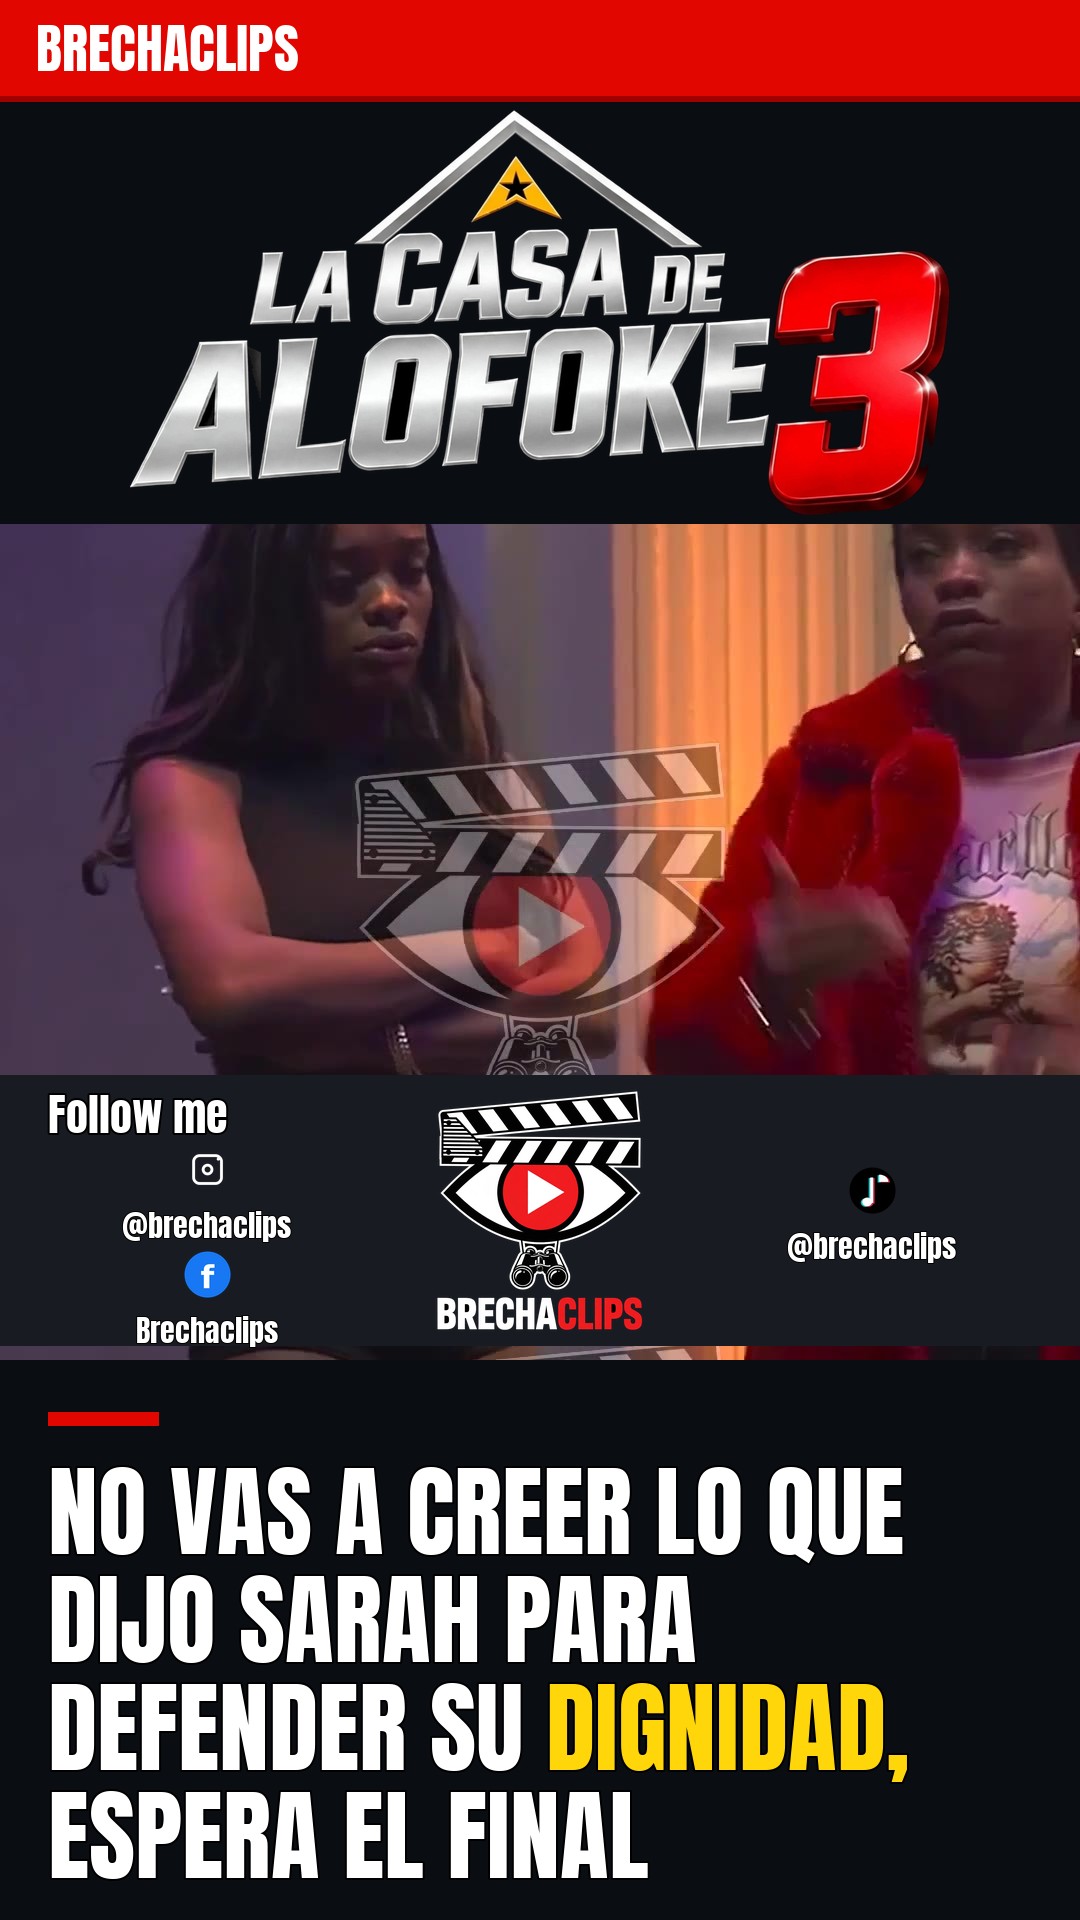 BRECHACLIPS
LA CASA DE
ALOFOKE 3
Follow me
@brechaclips
Brechaclips
BRECHACLIPS
@brechaclips
NO VAS A CREER LO QUE
DIJO SARAH PARA
DEFENDER SU DIGNIDAD,
ESPERA EL FINAL